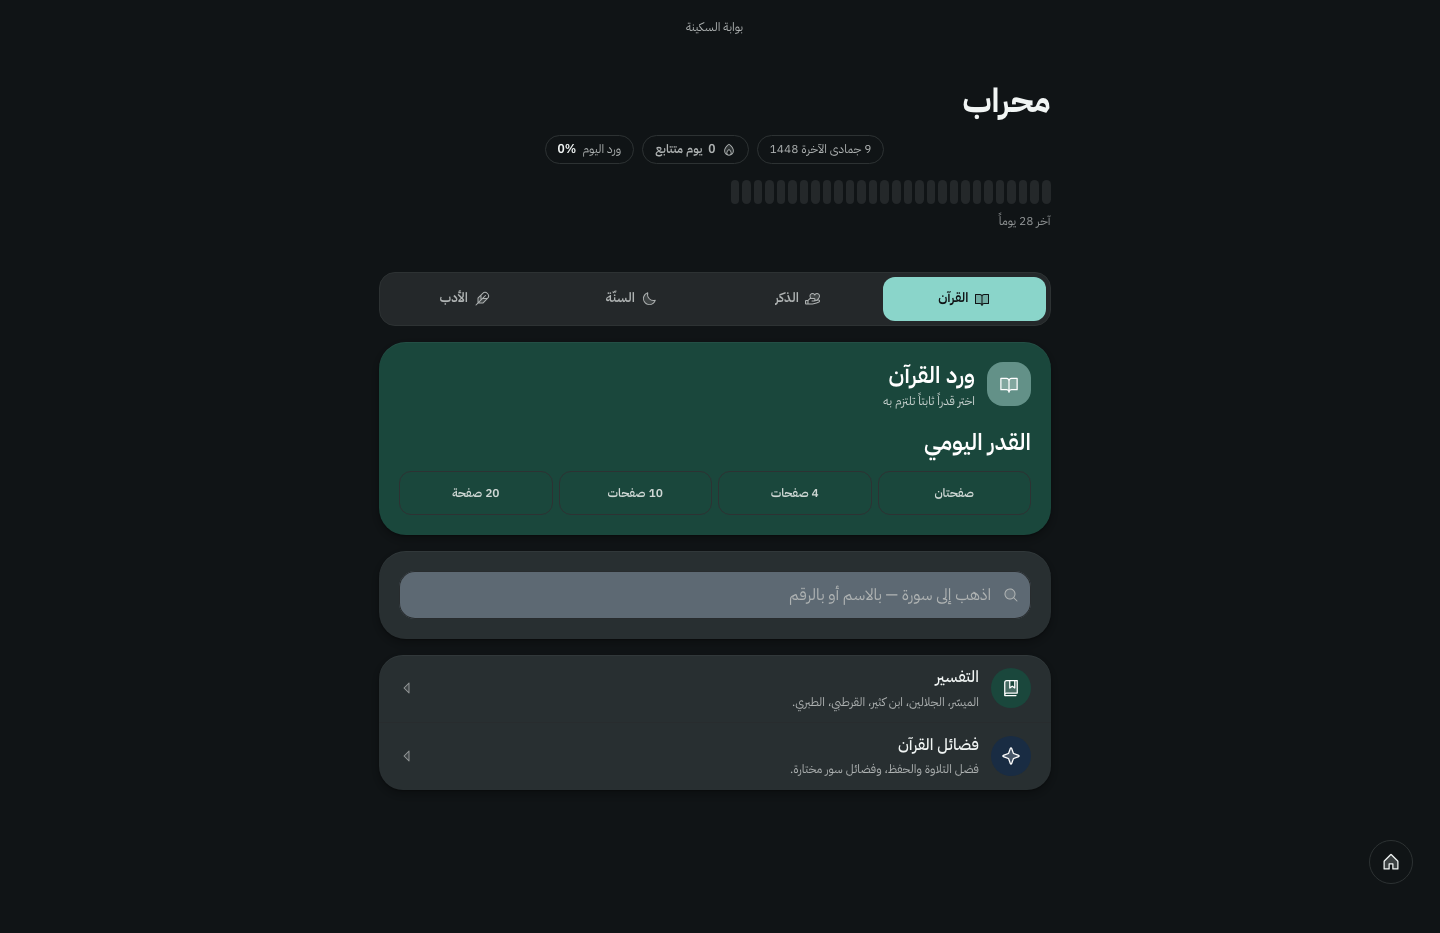 بوابة السكينة
محراب
9 جمادى الآخرة 1448
0 يوم متتابع
ورد اليوم 0%
آخر 28 يوماً
القرآن
الذكر
السنّة
الأدب
ورد القرآن
اختر قدراً ثابتاً تلتزم به
القدر اليومي
صفحتان
4 صفحات
10 صفحات
20 صفحة
اذهب إلى سورة — بالاسم أو بالرقم
التفسير
الميسّر، الجلالين، ابن كثير، القرطبي، الطبري.
فضائل القرآن
فضل التلاوة والحفظ، وفضائل سور مختارة.